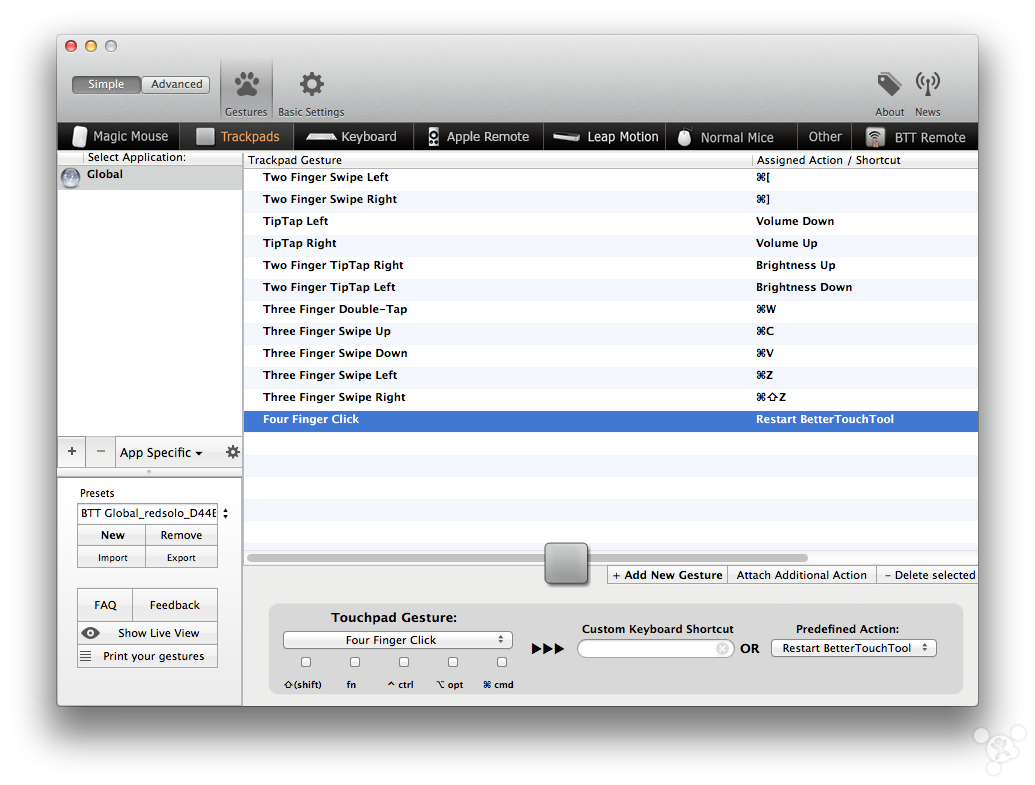 Simple Advanced
Gestures Basic Settings About News
Magic Mouse Trackpads Keyboard Apple Remote Leap Motion Normal Mice Other BTT Remote
Select Application:
Global
Trackpad Gesture Assigned Action / Shortcut
Two Finger Swipe Left ⌘[
Two Finger Swipe Right ⌘]
TipTap Left Volume Down
TipTap Right Volume Up
Two Finger TipTap Right Brightness Up
Two Finger TipTap Left Brightness Down
Three Finger Double-Tap ⌘W
Three Finger Swipe Up ⌘C
Three Finger Swipe Down ⌘V
Three Finger Swipe Left ⌘Z
Three Finger Swipe Right ⌘⇧Z
Four Finger Click Restart BetterTouchTool
+ − App Specific
Presets
BTT Global_redsolo_D44E
New Remove
Import Export
FAQ Feedback
Show Live View
Print your gestures
+ Add New Gesture Attach Additional Action − Delete selected
Touchpad Gesture:
Four Finger Click
⇧(shift) fn ^ ctrl ⌥ opt ⌘ cmd
Custom Keyboard Shortcut
OR
Predefined Action:
Restart BetterTouchTool